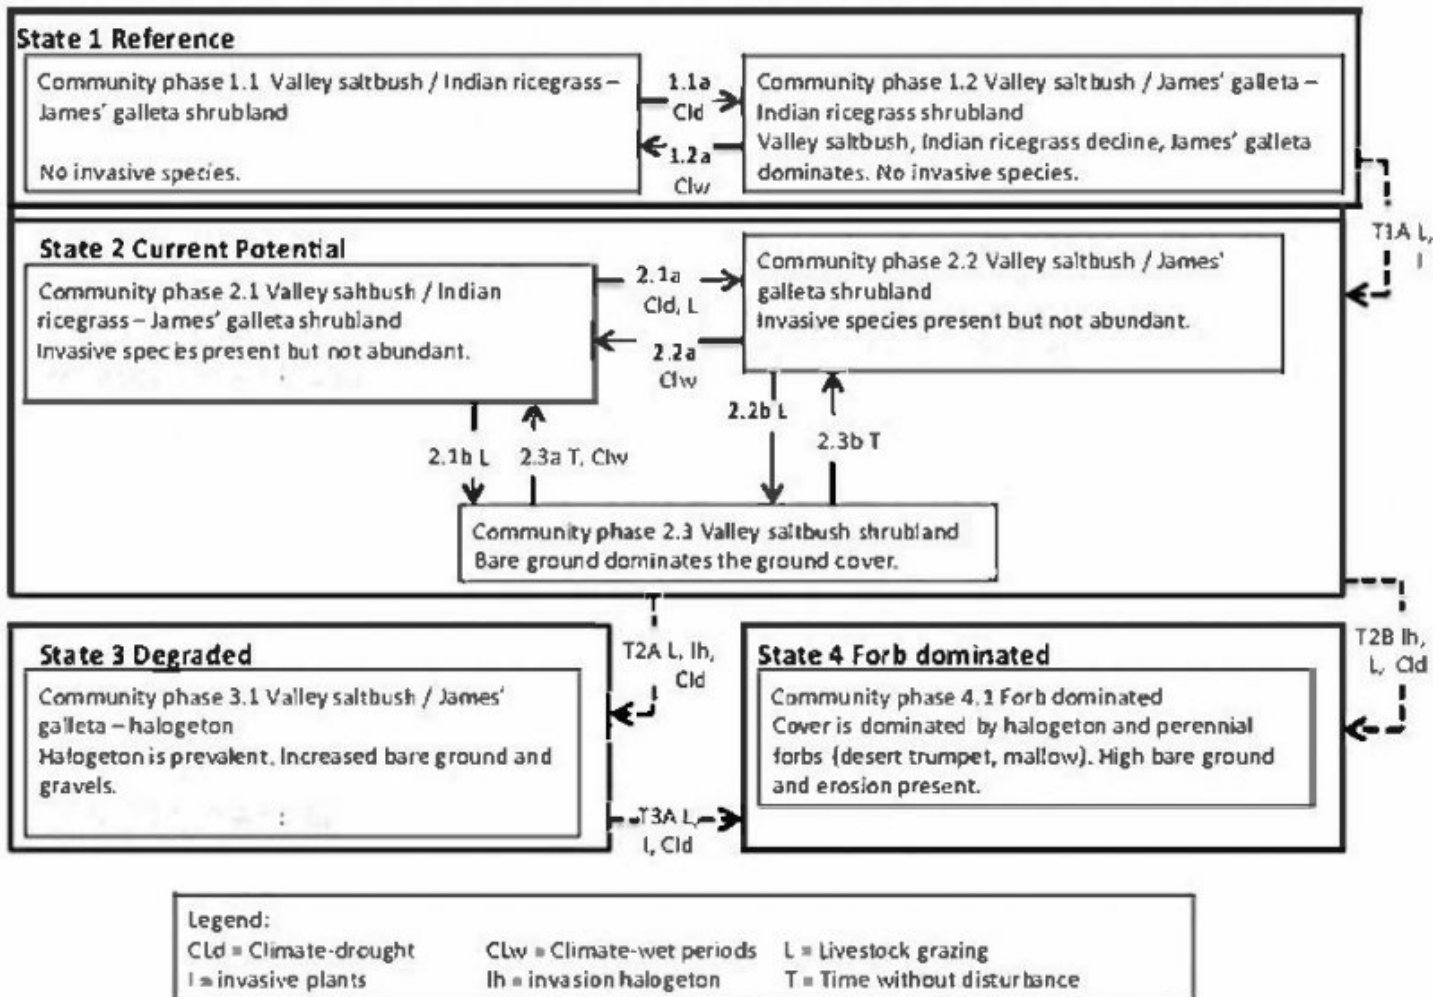 State 1 Reference
Community phase 1.1 Valley saltbush / Indian ricegrass –
James' galleta shrubland
No invasive species.
1.1a
Cld
1.2a
Clw
Community phase 1.2 Valley saltbush / James' galleta –
Indian ricegrass shrubland
Valley saltbush, Indian ricegrass decline, James' galleta
dominates. No invasive species.
T1A L,
I
State 2 Current Potential
Community phase 2.1 Valley saltbush / Indian
ricegrass – James' galleta shrubland
Invasive species present but not abundant.
2.1a
Cld, L
2.2a
Clw
Community phase 2.2 Valley saltbush / James'
galleta shrubland
Invasive species present but not abundant.
2.1b L
2.3a T, Clw
2.2b L
2.3b T
Community phase 2.3 Valley saltbush shrubland
Bare ground dominates the ground cover.
State 3 Degraded
Community phase 3.1 Valley saltbush / James'
galleta – halogeton
Halogeton is prevalent. Increased bare ground and
gravels.
T2A L, Ih,
Cld
T3A L,
I, Cld
State 4 Forb dominated
Community phase 4.1 Forb dominated
Cover is dominated by halogeton and perennial
forbs (desert trumpet, mallow). High bare ground
and erosion present.
T2B Ih,
L, Cld
Legend:
CLd = Climate-drought CLw = Climate-wet periods L = Livestock grazing
I = invasive plants Ih = invasion halogeton T = Time without disturbance